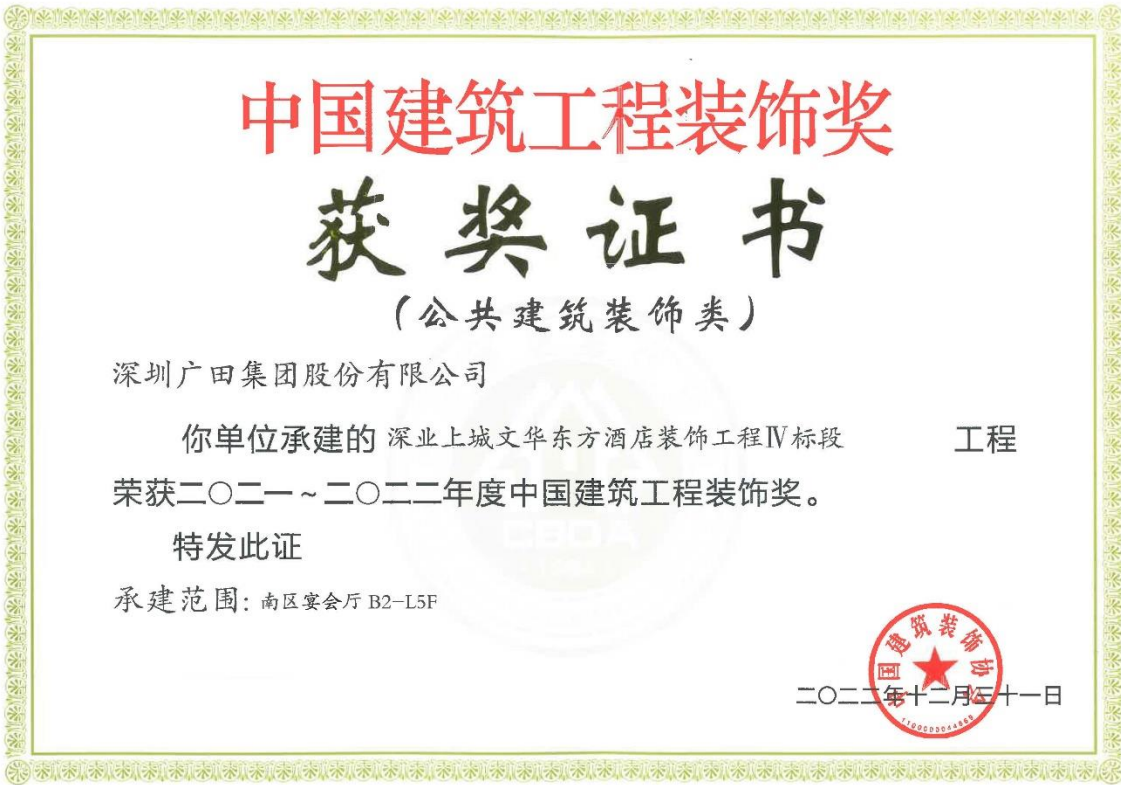 中国建筑工程装饰奖
获奖证书
（公共建筑装饰类）
深圳广田集团股份有限公司
你单位承建的 深业上城文华东方酒店装饰工程Ⅳ标段 工程
荣获二〇二一~二〇二二年度中国建筑工程装饰奖。
特发此证
承建范围: 南区宴会厅 B2-L5F
CBDA
中国建筑装饰协会
二〇二二年十二月三十一日